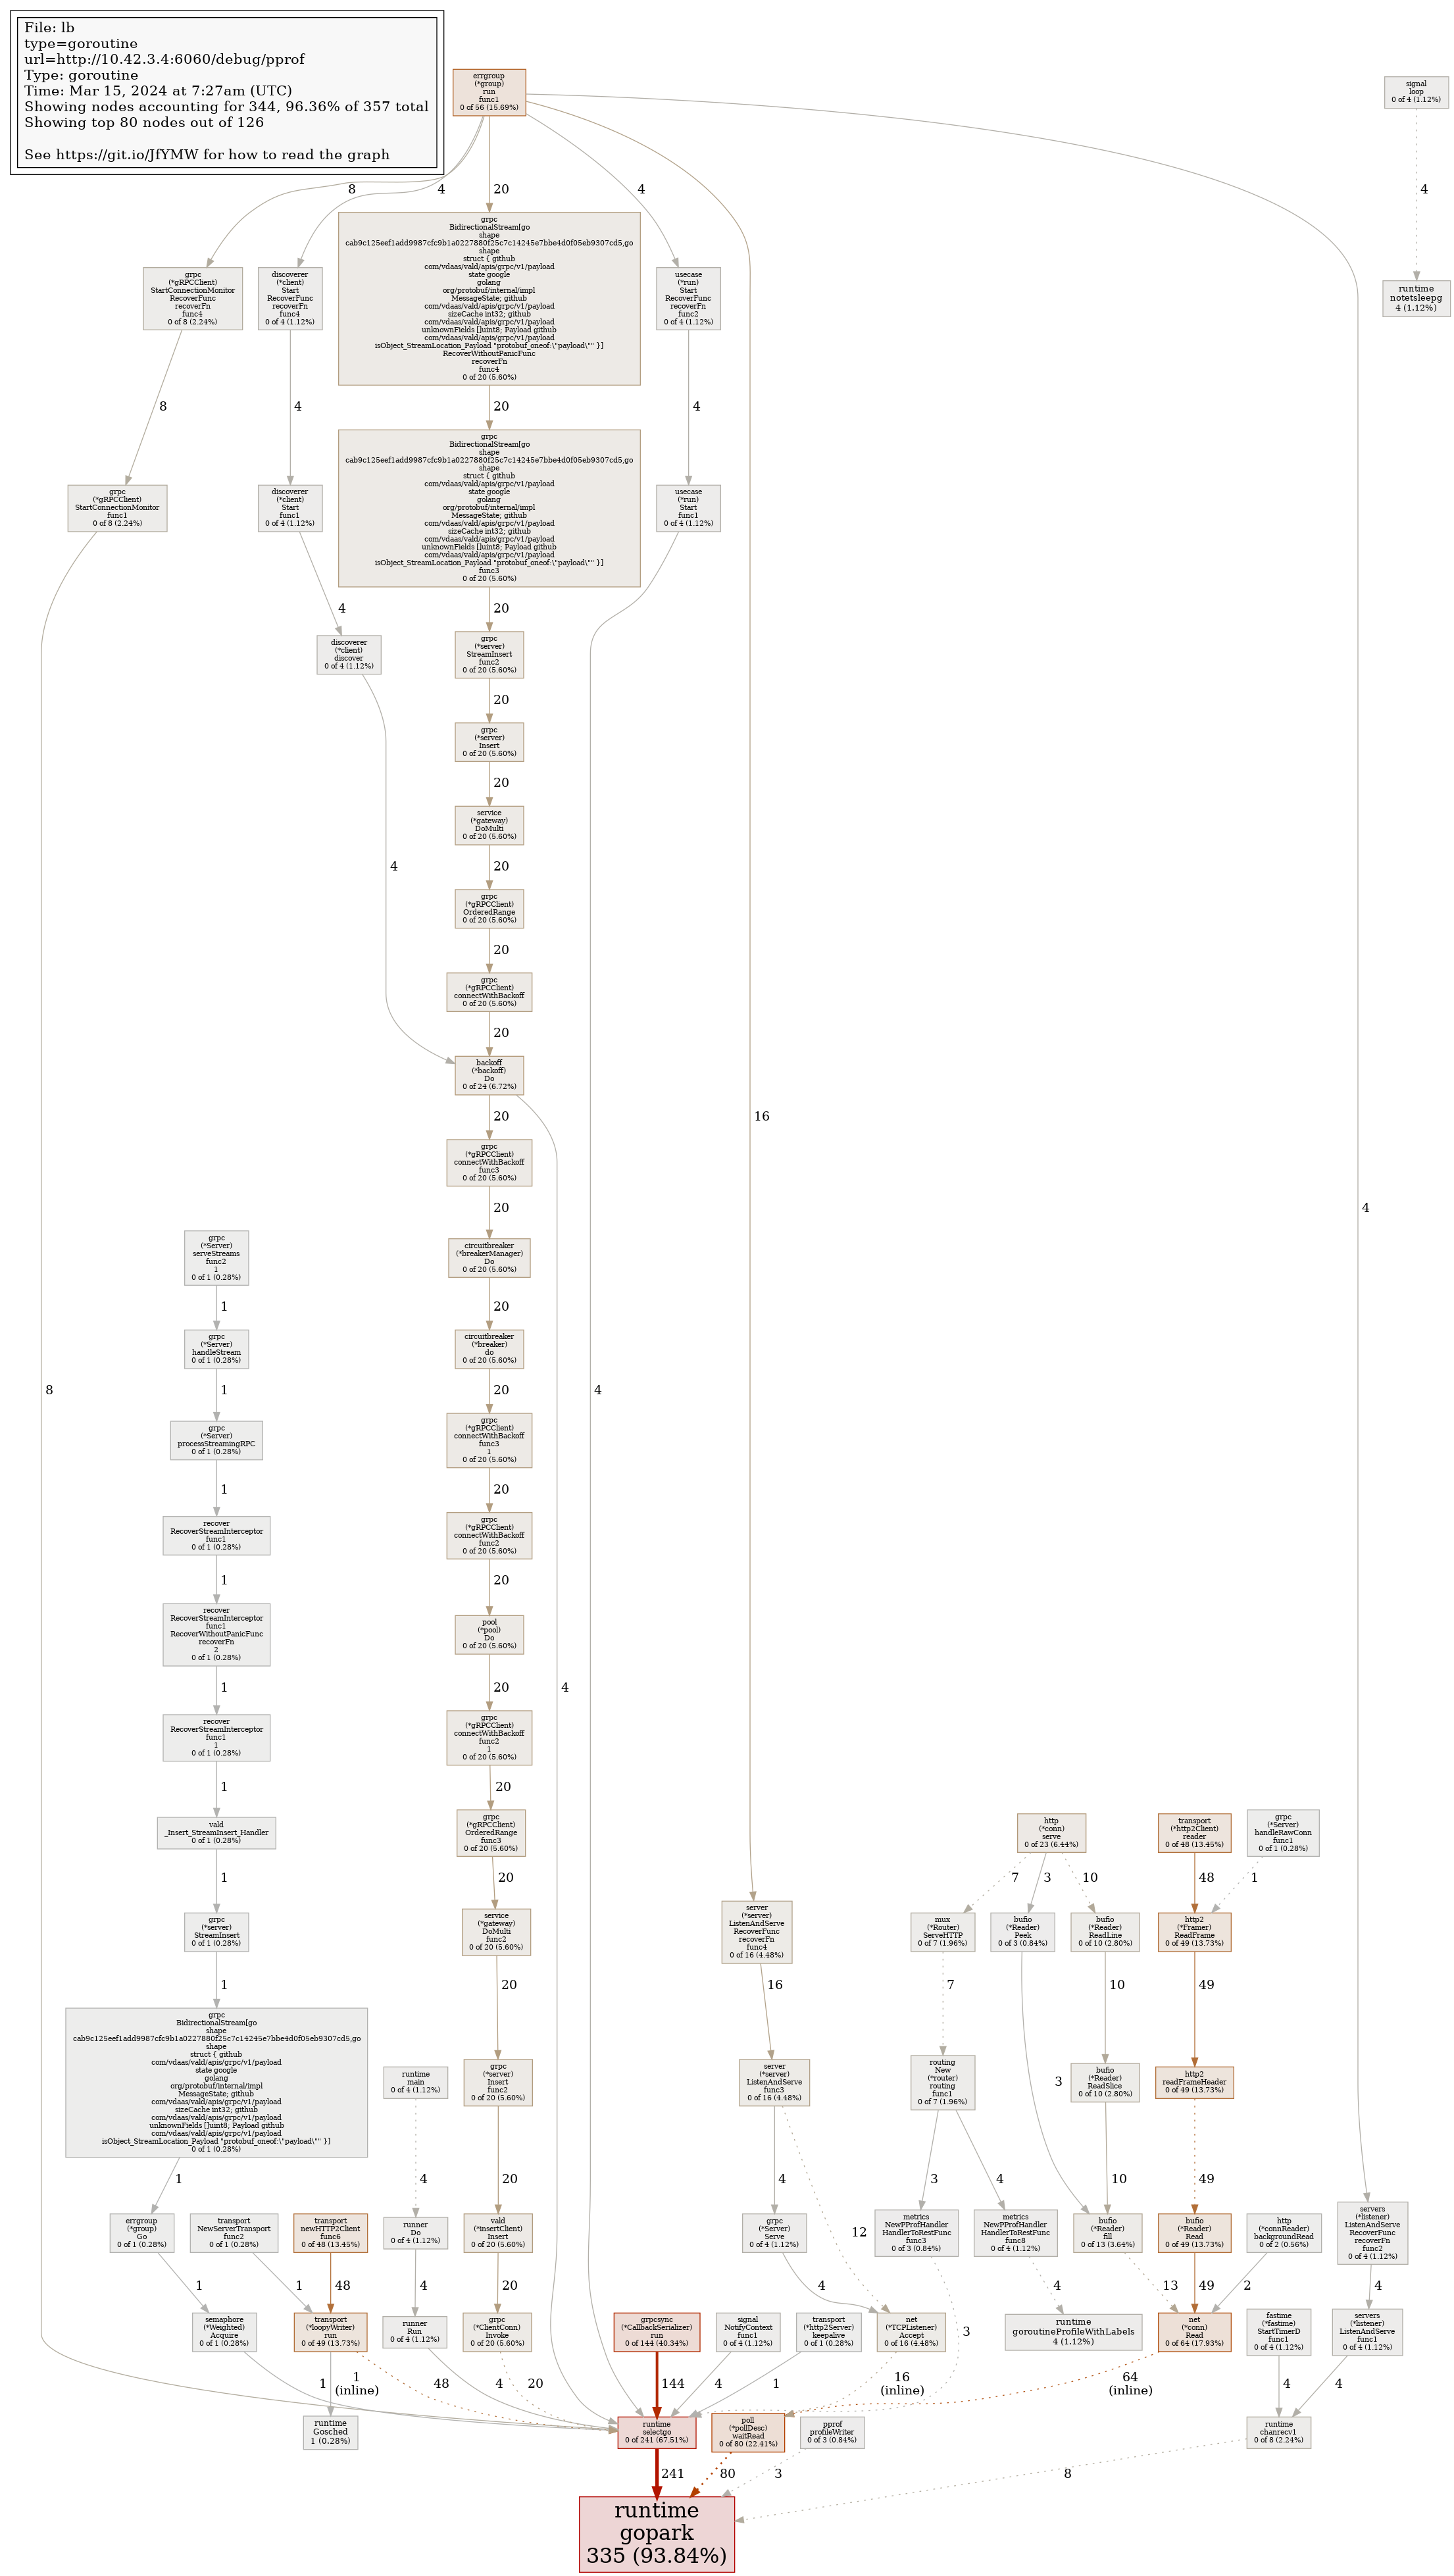 File: lb
type=goroutine
url=http://10.42.3.4:6060/debug/pprof
Type: goroutine
Time: Mar 15, 2024 at 7:27am (UTC)
Showing nodes accounting for 344, 96.36% of 357 total
Showing top 80 nodes out of 126
See https://git.io/JfYMW for how to read the graph
errgroup
(*group)
run
func1
0 of 56 (15.69%)
signal
loop
0 of 4 (1.12%)
8
4
20
4
16
4
4
grpc
(*gRPCClient)
StartConnectionMonitor
RecoverFunc
recoverFn
func4
0 of 8 (2.24%)
discoverer
(*client)
Start
RecoverFunc
recoverFn
func4
0 of 4 (1.12%)
grpc
BidirectionalStream[go
shape
cab9c125eef1add9987cfc9b1a0227880f25c7c14245e7bbe4d0f05eb9307cd5,go
shape
struct { github
com/vdaas/vald/apis/grpc/v1/payload
state google
golang
org/protobuf/internal/impl
MessageState; github
com/vdaas/vald/apis/grpc/v1/payload
sizeCache int32; github
com/vdaas/vald/apis/grpc/v1/payload
unknownFields []uint8; Payload github
com/vdaas/vald/apis/grpc/v1/payload
isObject_StreamLocation_Payload "protobuf_oneof:\"payload\"" }]
RecoverWithoutPanicFunc
recoverFn
func4
0 of 20 (5.60%)
usecase
(*run)
Start
RecoverFunc
recoverFn
func2
0 of 4 (1.12%)
runtime
notetsleepg
4 (1.12%)
8
4
20
4
grpc
(*gRPCClient)
StartConnectionMonitor
func1
0 of 8 (2.24%)
discoverer
(*client)
Start
func1
0 of 4 (1.12%)
grpc
BidirectionalStream[go
shape
cab9c125eef1add9987cfc9b1a0227880f25c7c14245e7bbe4d0f05eb9307cd5,go
shape
struct { github
com/vdaas/vald/apis/grpc/v1/payload
state google
golang
org/protobuf/internal/impl
MessageState; github
com/vdaas/vald/apis/grpc/v1/payload
sizeCache int32; github
com/vdaas/vald/apis/grpc/v1/payload
unknownFields []uint8; Payload github
com/vdaas/vald/apis/grpc/v1/payload
isObject_StreamLocation_Payload "protobuf_oneof:\"payload\"" }]
func3
0 of 20 (5.60%)
usecase
(*run)
Start
func1
0 of 4 (1.12%)
8
4
20
4
discoverer
(*client)
discover
0 of 4 (1.12%)
4
grpc
(*server)
StreamInsert
func2
0 of 20 (5.60%)
20
grpc
(*server)
Insert
0 of 20 (5.60%)
20
service
(*gateway)
DoMulti
0 of 20 (5.60%)
20
grpc
(*gRPCClient)
OrderedRange
0 of 20 (5.60%)
20
grpc
(*gRPCClient)
connectWithBackoff
0 of 20 (5.60%)
20
backoff
(*backoff)
Do
0 of 24 (6.72%)
20
4
grpc
(*gRPCClient)
connectWithBackoff
func3
0 of 20 (5.60%)
20
circuitbreaker
(*breakerManager)
Do
0 of 20 (5.60%)
20
circuitbreaker
(*breaker)
do
0 of 20 (5.60%)
20
grpc
(*gRPCClient)
connectWithBackoff
func3
1
0 of 20 (5.60%)
20
grpc
(*gRPCClient)
connectWithBackoff
func2
0 of 20 (5.60%)
20
pool
(*pool)
Do
0 of 20 (5.60%)
20
grpc
(*gRPCClient)
connectWithBackoff
func2
1
0 of 20 (5.60%)
20
grpc
(*gRPCClient)
OrderedRange
func3
0 of 20 (5.60%)
20
service
(*gateway)
DoMulti
func2
0 of 20 (5.60%)
20
grpc
(*server)
Insert
func2
0 of 20 (5.60%)
20
vald
(*insertClient)
Insert
0 of 20 (5.60%)
20
grpc
(*ClientConn)
Invoke
0 of 20 (5.60%)
20
grpc
(*Server)
serveStreams
func2
1
0 of 1 (0.28%)
1
grpc
(*Server)
handleStream
0 of 1 (0.28%)
1
grpc
(*Server)
processStreamingRPC
0 of 1 (0.28%)
1
recover
RecoverStreamInterceptor
func1
0 of 1 (0.28%)
1
recover
RecoverStreamInterceptor
func1
RecoverWithoutPanicFunc
recoverFn
2
0 of 1 (0.28%)
1
recover
RecoverStreamInterceptor
func1
1
0 of 1 (0.28%)
1
vald
_Insert_StreamInsert_Handler
0 of 1 (0.28%)
1
grpc
(*server)
StreamInsert
0 of 1 (0.28%)
1
grpc
BidirectionalStream[go
shape
cab9c125eef1add9987cfc9b1a0227880f25c7c14245e7bbe4d0f05eb9307cd5,go
shape
struct { github
com/vdaas/vald/apis/grpc/v1/payload
state google
golang
org/protobuf/internal/impl
MessageState; github
com/vdaas/vald/apis/grpc/v1/payload
sizeCache int32; github
com/vdaas/vald/apis/grpc/v1/payload
unknownFields []uint8; Payload github
com/vdaas/vald/apis/grpc/v1/payload
isObject_StreamLocation_Payload "protobuf_oneof:\"payload\"" }]
0 of 1 (0.28%)
1
errgroup
(*group)
Go
0 of 1 (0.28%)
1
semaphore
(*Weighted)
Acquire
0 of 1 (0.28%)
1
transport
NewServerTransport
func2
0 of 1 (0.28%)
1
transport
newHTTP2Client
func6
0 of 48 (13.45%)
48
transport
(*loopyWriter)
run
0 of 49 (13.73%)
1
(inline)
48
runtime
Gosched
1 (0.28%)
runtime
main
0 of 4 (1.12%)
4
runner
Do
0 of 4 (1.12%)
4
runner
Run
0 of 4 (1.12%)
4
server
(*server)
ListenAndServe
RecoverFunc
recoverFn
func4
0 of 16 (4.48%)
16
server
(*server)
ListenAndServe
func3
0 of 16 (4.48%)
4
12
grpc
(*Server)
Serve
0 of 4 (1.12%)
4
grpcsync
(*CallbackSerializer)
run
0 of 144 (40.34%)
144
signal
NotifyContext
func1
0 of 4 (1.12%)
4
transport
(*http2Server)
keepalive
0 of 1 (0.28%)
1
net
(*TCPListener)
Accept
0 of 16 (4.48%)
16
(inline)
http
(*conn)
serve
0 of 23 (6.44%)
7
3
10
mux
(*Router)
ServeHTTP
0 of 7 (1.96%)
7
bufio
(*Reader)
Peek
0 of 3 (0.84%)
3
bufio
(*Reader)
ReadLine
0 of 10 (2.80%)
10
routing
New
(*router)
routing
func1
0 of 7 (1.96%)
3
4
bufio
(*Reader)
ReadSlice
0 of 10 (2.80%)
10
metrics
NewPProfHandler
HandlerToRestFunc
func3
0 of 3 (0.84%)
3
metrics
NewPProfHandler
HandlerToRestFunc
func8
0 of 4 (1.12%)
4
bufio
(*Reader)
fill
0 of 13 (3.64%)
13
runtime
goroutineProfileWithLabels
4 (1.12%)
transport
(*http2Client)
reader
0 of 48 (13.45%)
48
grpc
(*Server)
handleRawConn
func1
0 of 1 (0.28%)
1
http2
(*Framer)
ReadFrame
0 of 49 (13.73%)
49
http2
readFrameHeader
0 of 49 (13.73%)
49
bufio
(*Reader)
Read
0 of 49 (13.73%)
49
http
(*connReader)
backgroundRead
0 of 2 (0.56%)
2
net
(*conn)
Read
0 of 64 (17.93%)
64
(inline)
servers
(*listener)
ListenAndServe
RecoverFunc
recoverFn
func2
0 of 4 (1.12%)
4
fastime
(*fastime)
StartTimerD
func1
0 of 4 (1.12%)
4
servers
(*listener)
ListenAndServe
func1
0 of 4 (1.12%)
4
runtime
selectgo
0 of 241 (67.51%)
241
poll
(*pollDesc)
waitRead
0 of 80 (22.41%)
80
pprof
profileWriter
0 of 3 (0.84%)
3
runtime
chanrecv1
0 of 8 (2.24%)
8
runtime
gopark
335 (93.84%)